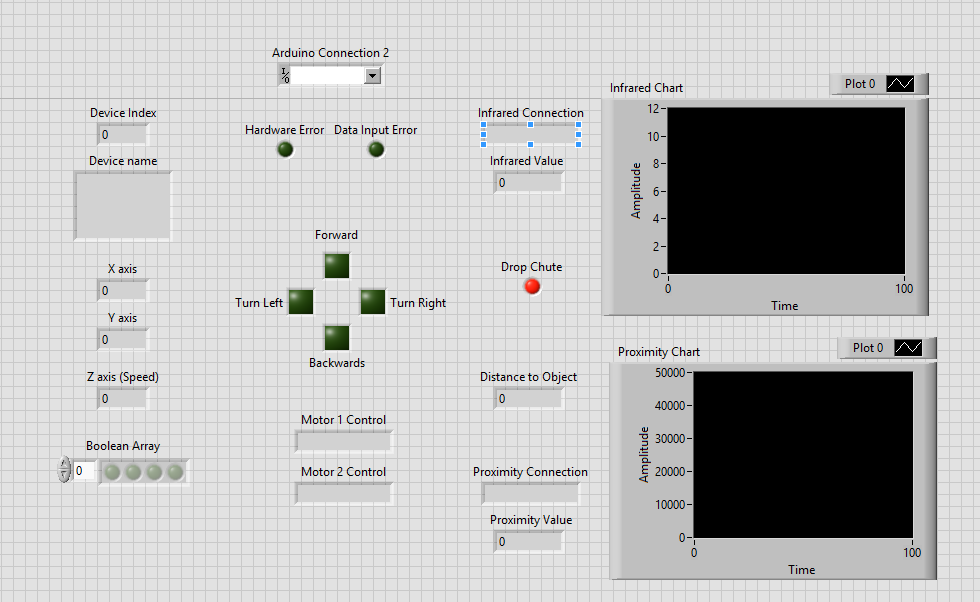 Arduino Connection 2
I/O
Device Index
0
Device name
Hardware Error
Data Input Error
Infrared Connection
Infrared Value
0
Forward
Turn Left
Turn Right
Backwards
Drop Chute
X axis
0
Y axis
0
Z axis (Speed)
0
Boolean Array
0
Motor 1 Control
Motor 2 Control
Distance to Object
0
Proximity Connection
Proximity Value
0
Infrared Chart
Plot 0
12
10
8
6
4
2
0
Amplitude
0
100
Time
Proximity Chart
Plot 0
50000
40000
30000
20000
10000
0
Amplitude
0
100
Time